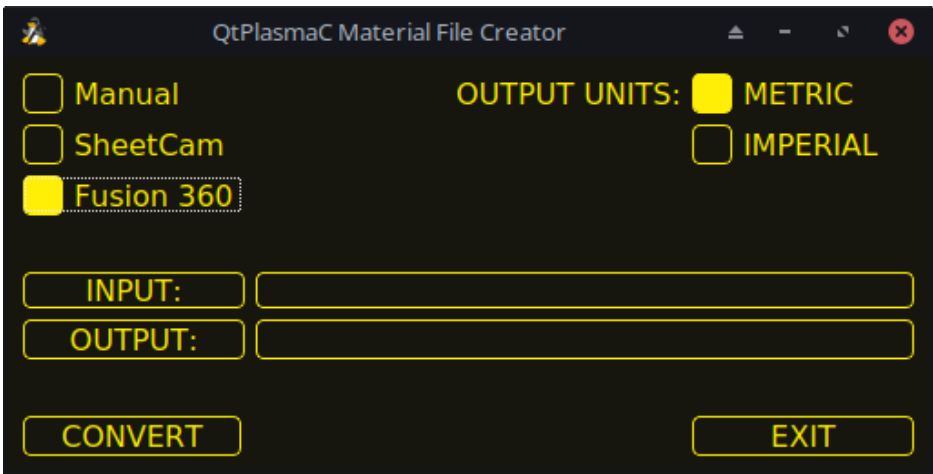 QtPlasmaC Material File Creator
Manual OUTPUT UNITS: METRIC
SheetCam IMPERIAL
Fusion 360
INPUT:
OUTPUT:
CONVERT EXIT